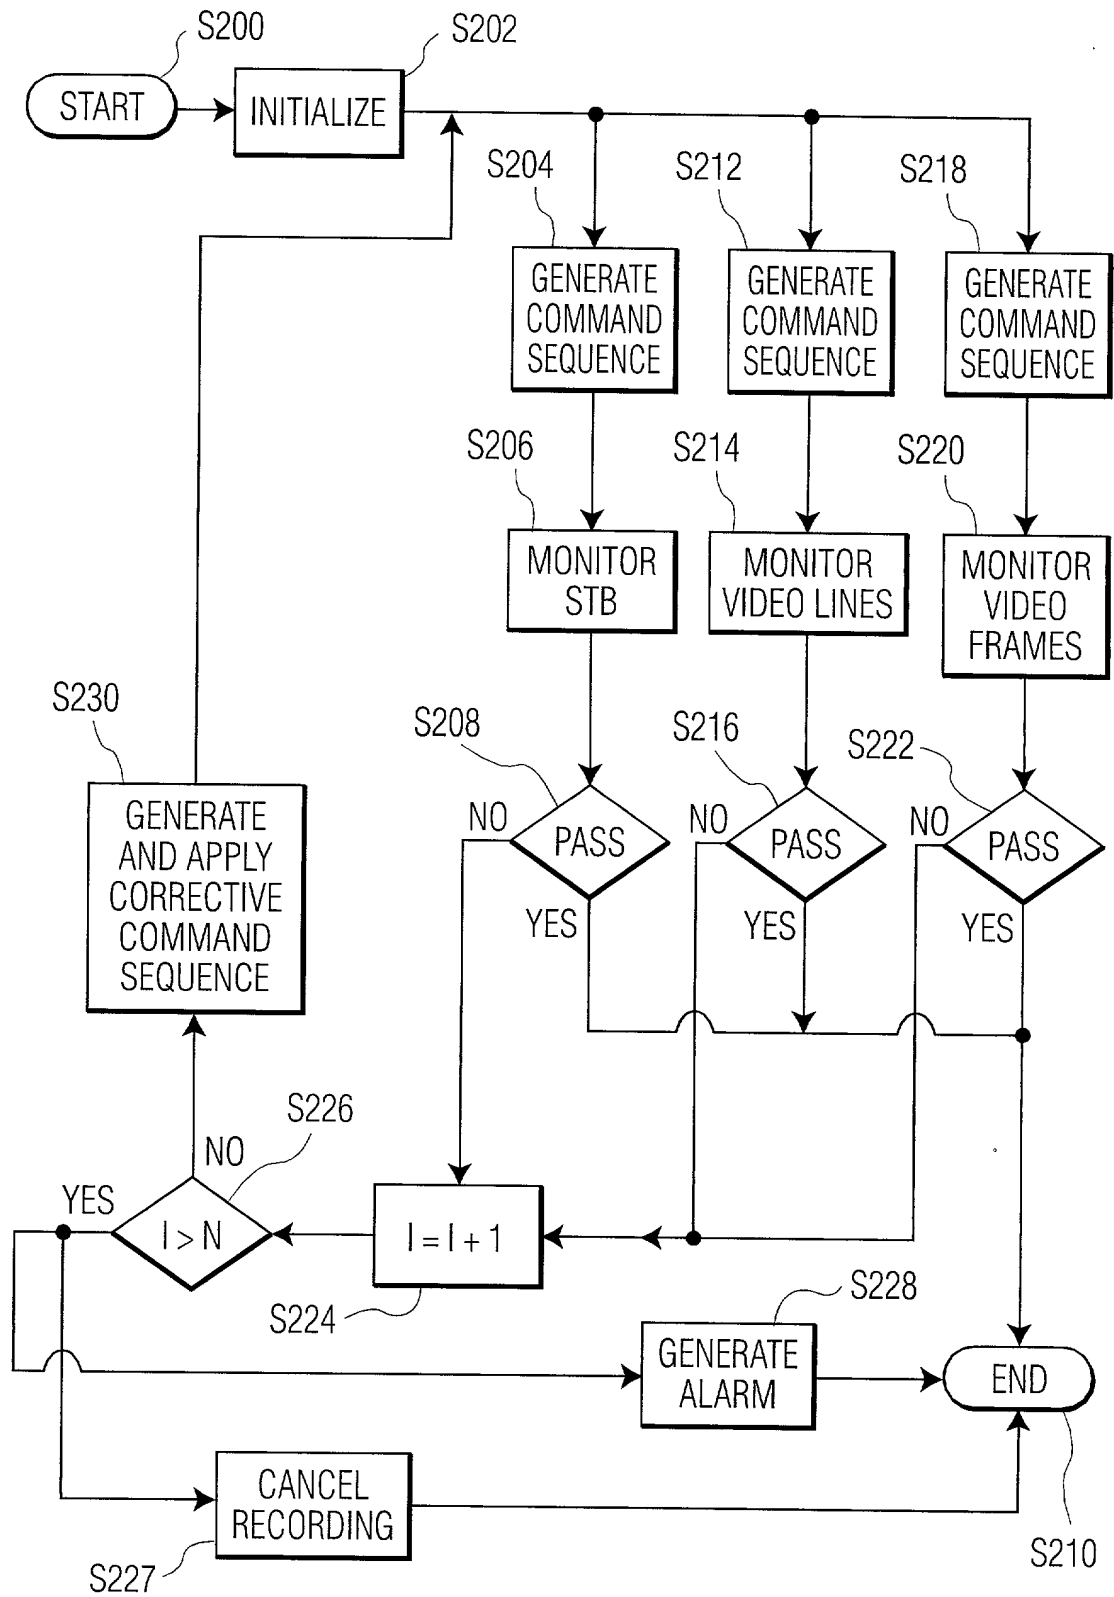 S200
S202
START
INITIALIZE
S204
S212
S218
GENERATE
COMMAND
SEQUENCE
GENERATE
COMMAND
SEQUENCE
GENERATE
COMMAND
SEQUENCE
S206
S214
S220
MONITOR
STB
MONITOR
VIDEO LINES
MONITOR
VIDEO
FRAMES
S230
S208
S216
S222
GENERATE
AND APPLY
CORRECTIVE
COMMAND
SEQUENCE
NO
PASS
YES
NO
PASS
YES
NO
PASS
YES
S226
NO
YES
I > N
I = I + 1
S224
S228
GENERATE
ALARM
END
CANCEL
RECORDING
S227
S210